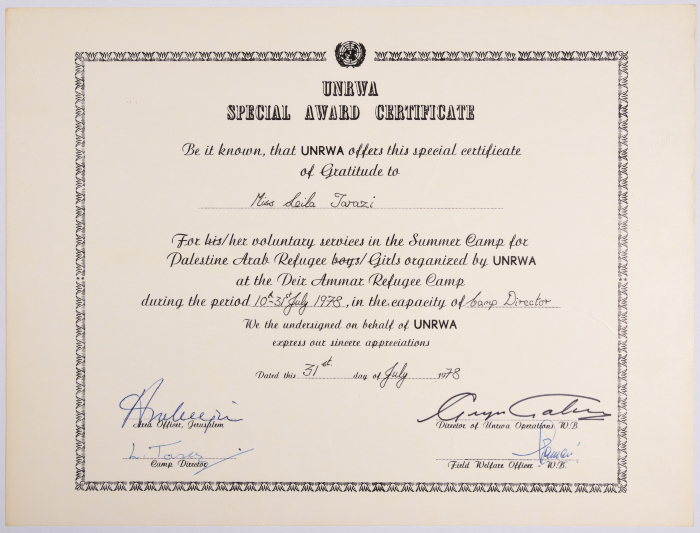 UNRWA
SPECIAL AWARD CERTIFICATE
Be it known, that UNRWA offers this special certificate
of Gratitude to
Miss Leila Tarazi
For his/her voluntary services in the Summer Camp for
Palestine Arab Refugee boys/Girls organized by UNRWA
at the Deir Ammar Refugee Camp
during the period 10th-31st July 1978, in the capacity of Camp Director
We the undersigned on behalf of UNRWA
express our sincere appreciations
Dated this 31st. day of July 1978
Area Officer, Jerusalem
Director of Unrwa Operations W.B
L. Tarazi
Camp Director
Field Welfare Officer - W.B.